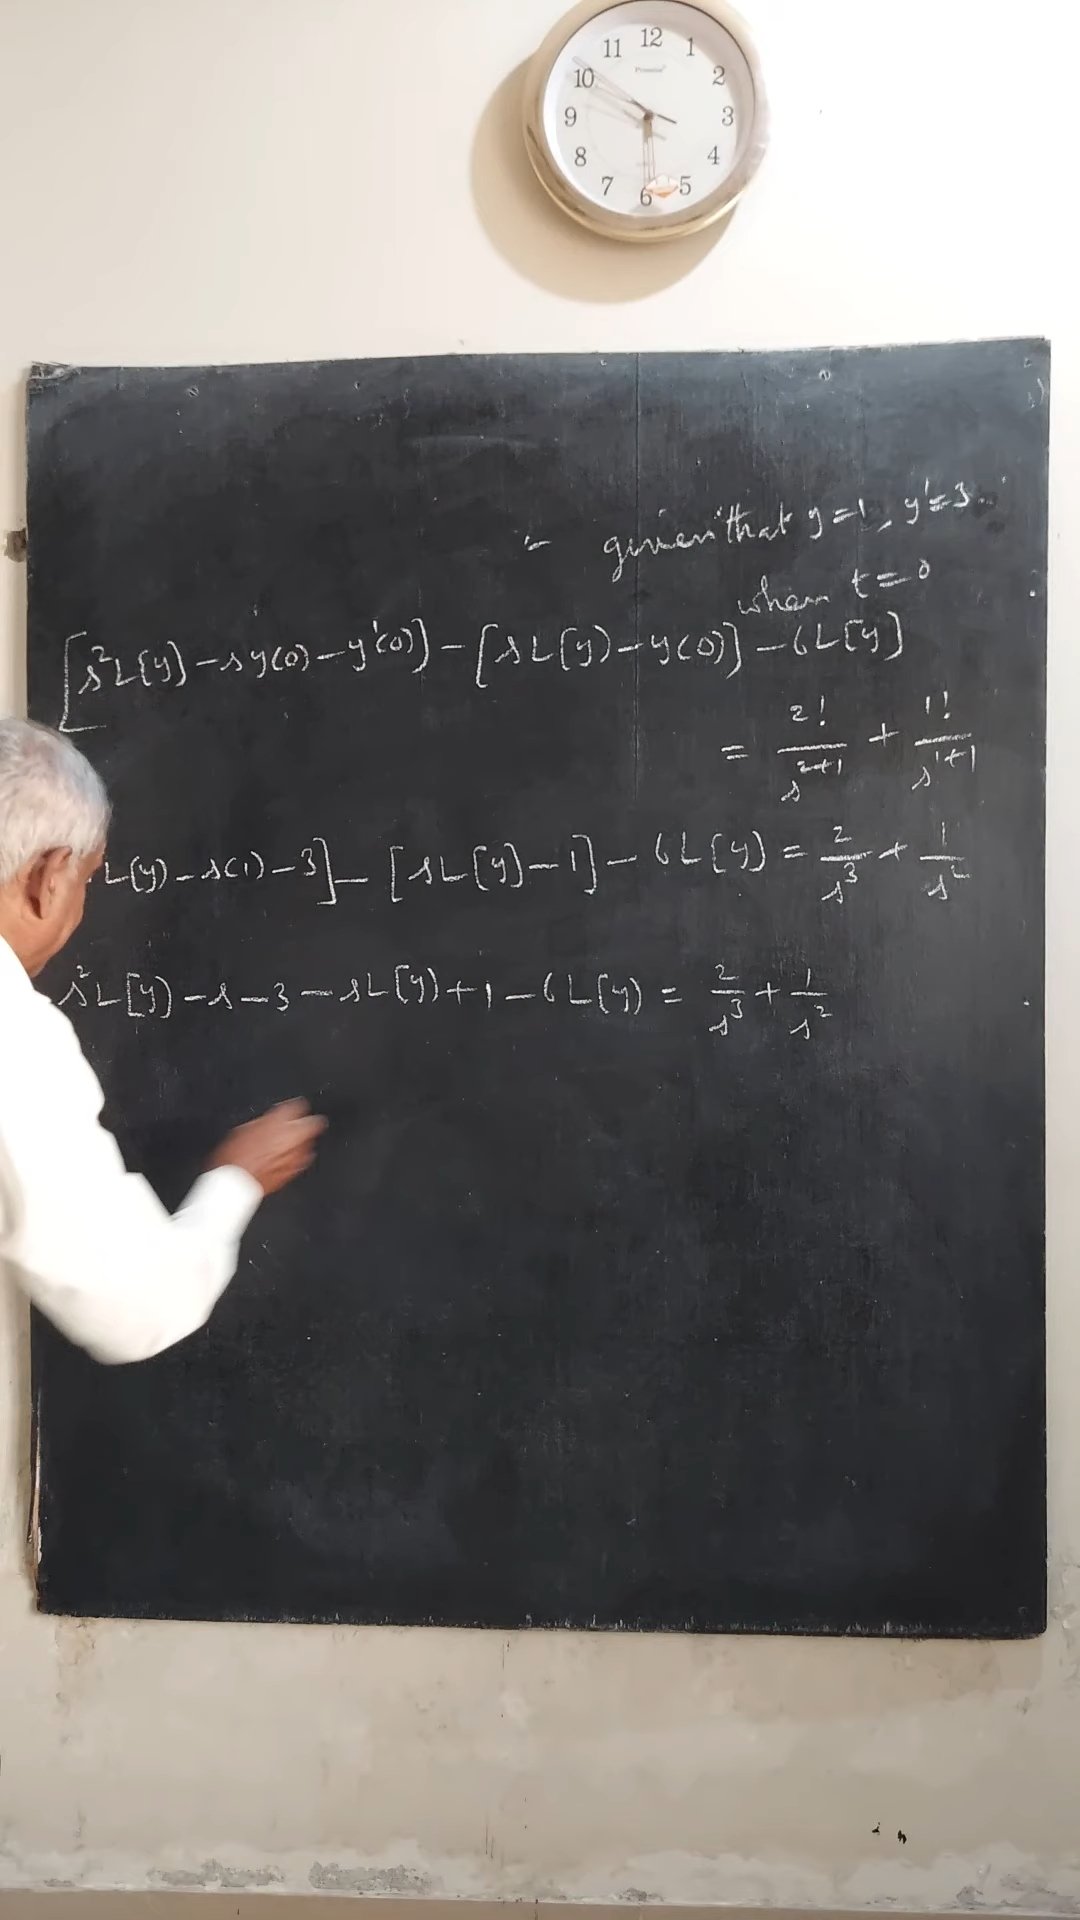 12
11 1
10 2
9 3
8 4
7 5
6
given that y=1, y'=3
when t=0
[s²L[y]-sy(0)-y'(0)]-[sL[y]-y(0)]-6L[y]
= 2!/s²⁺¹ + 1!/s¹⁺¹
L[y]-s(1)-3]-[sL[y]-1]-6L[y)=2/s³+1/s²
s²L[y]-s-3-sL[y]+1-6L[y]=2/s³+1/s²